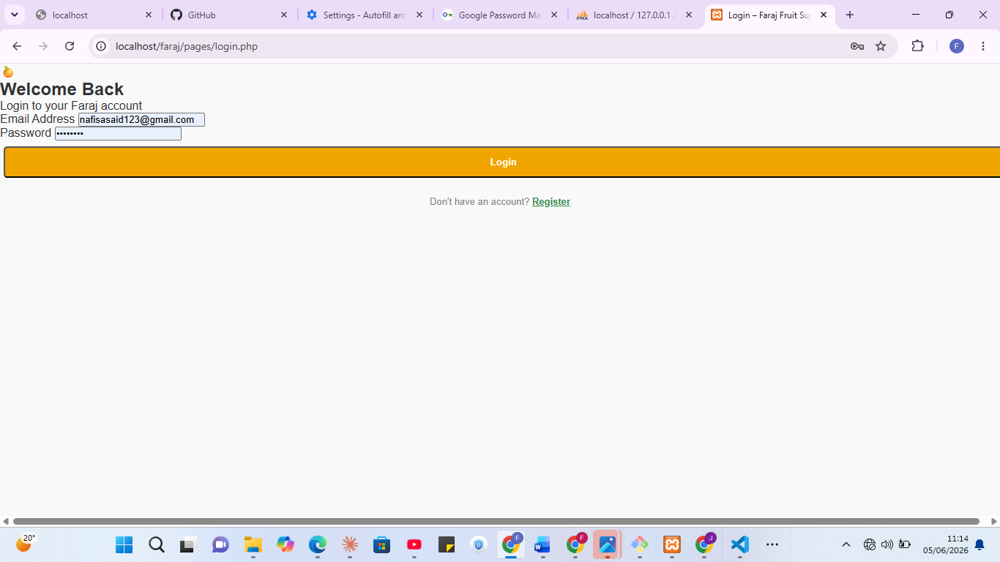 localhost
GitHub
Settings - Autofill and
Google Password Ma
PMA
localhost / 127.0.0.1 /
Login – Faraj Fruit Sup
localhost/faraj/pages/login.php
F
Welcome Back
Login to your Faraj account
Email Address nafisasaid123@gmail.com
Password ••••••••
Login
Don't have an account? Register
20°
F
F
J
11:14
05/06/2026